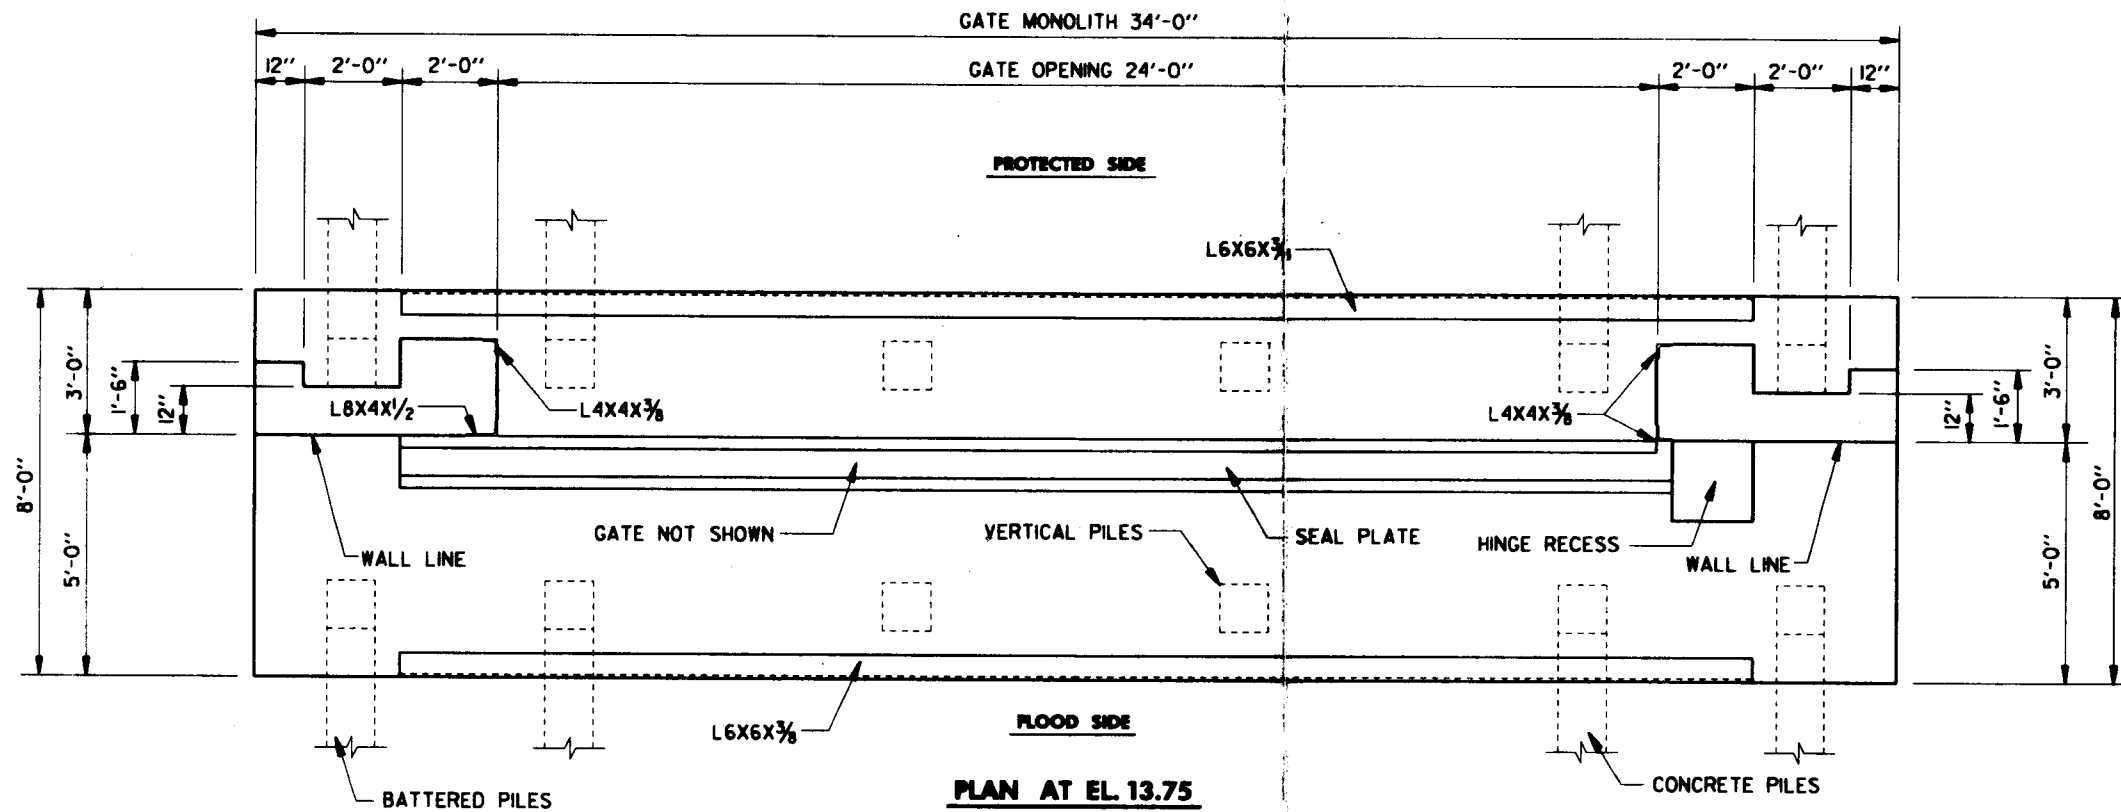 GATE MONOLITH 34'-0"
12" 2'-0" 2'-0" GATE OPENING 24'-0" 2'-0" 2'-0" 12"
PROTECTED SIDE
L6X6X
8'-0"
3'-0"
1'-6"
12"
5'-0"
L8X4X1/2
L4X4X3/8
L4X4X3/8
12"
1'-6"
3'-0"
5'-0"
8'-0"
GATE NOT SHOWN
VERTICAL PILES
SEAL PLATE
HINGE RECESS
WALL LINE
WALL LINE
L6X6X3/8
FLOOD SIDE
BATTERED PILES
CONCRETE PILES
PLAN AT EL. 13.75